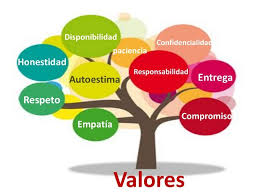 Disponibilidad
Confidencialidad
paciencia
Honestidad
Autoestima
Responsabilidad
Entrega
Respeto
Empatía
Compromiso
Valores